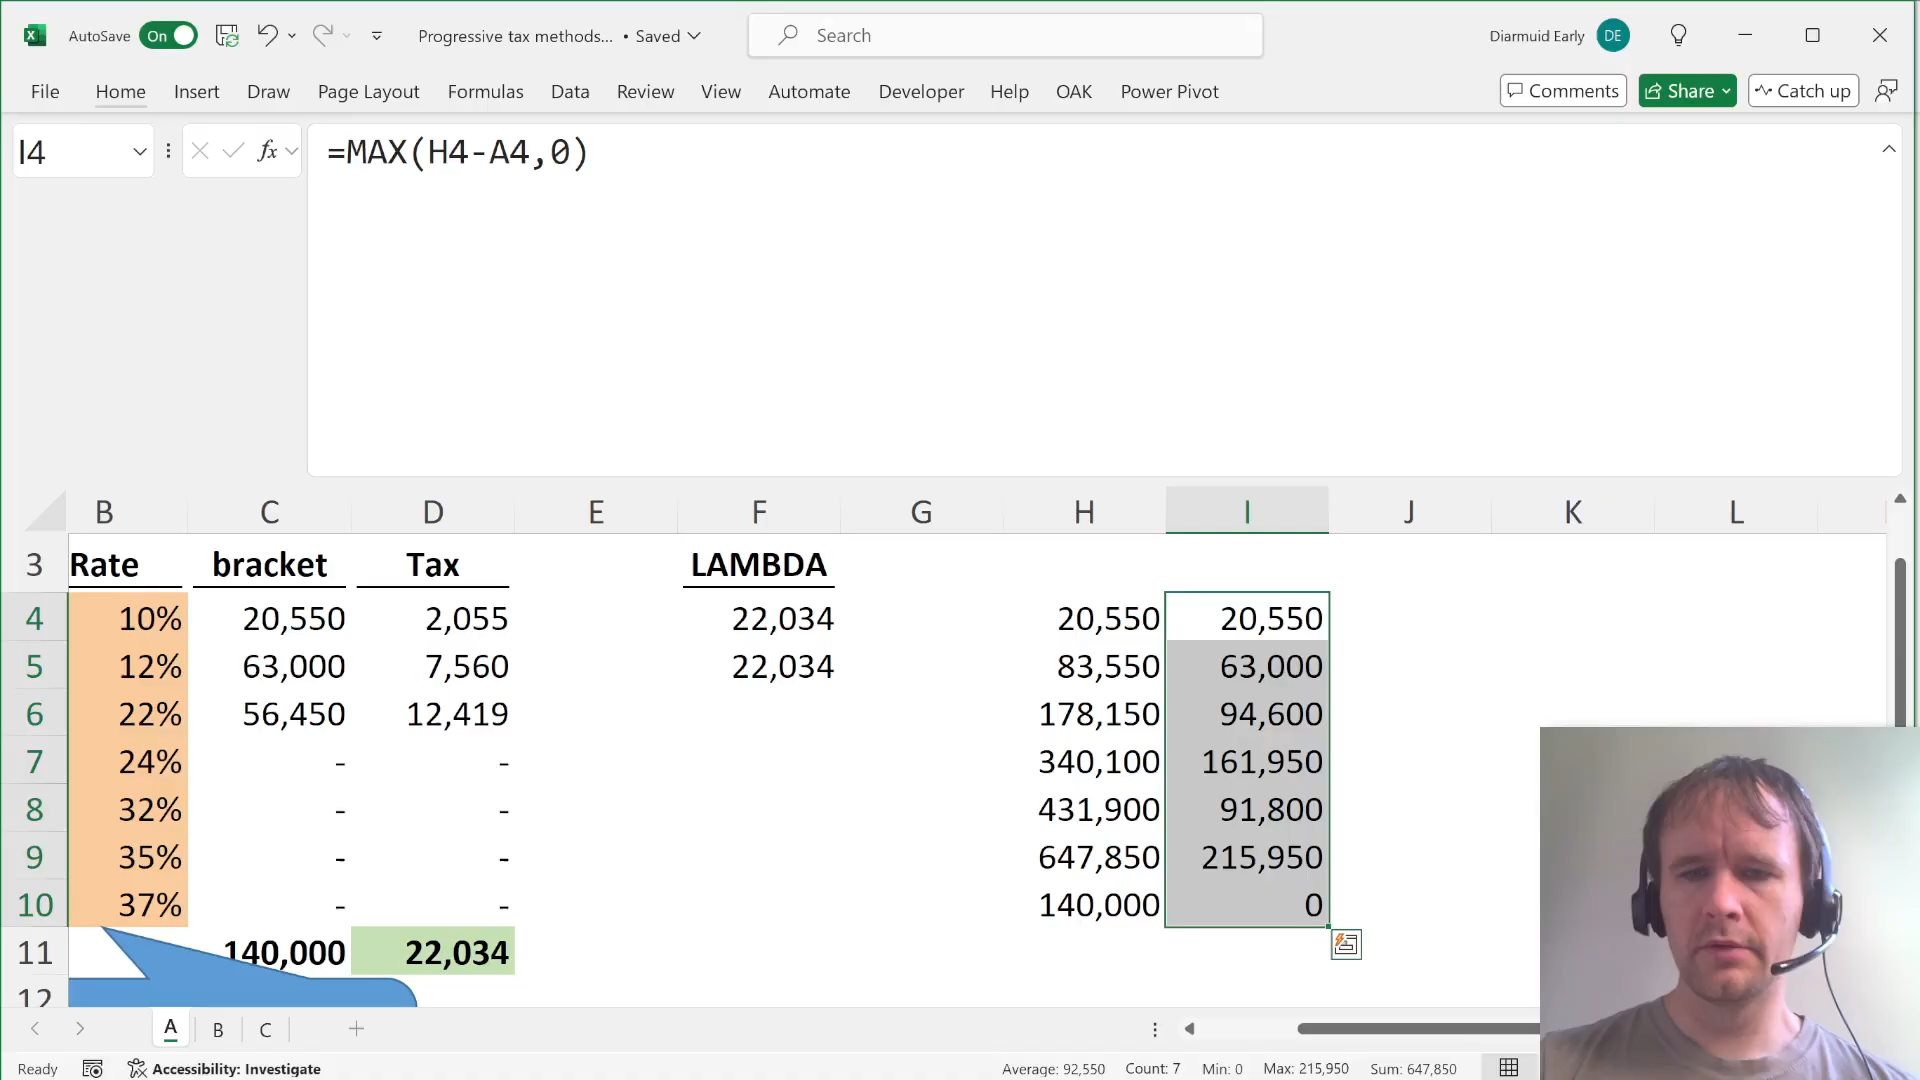 AutoSave On Progressive tax methods... • Saved Search Diarmuid Early DE
File Home Insert Draw Page Layout Formulas Data Review View Automate Developer Help OAK Power Pivot Comments Share Catch up
I4 fx =MAX(H4-A4,0)
B C D E F G H I J K L
3 Rate bracket Tax LAMBDA
4 10% 20,550 2,055 22,034 20,550 20,550
5 12% 63,000 7,560 22,034 83,550 63,000
6 22% 56,450 12,419 178,150 94,600
7 24% - - 340,100 161,950
8 32% - - 431,900 91,800
9 35% - - 647,850 215,950
10 37% - - 140,000 0
11 140,000 22,034
12
A B C
Ready Accessibility: Investigate Average: 92,550 Count: 7 Min: 0 Max: 215,950 Sum: 647,850